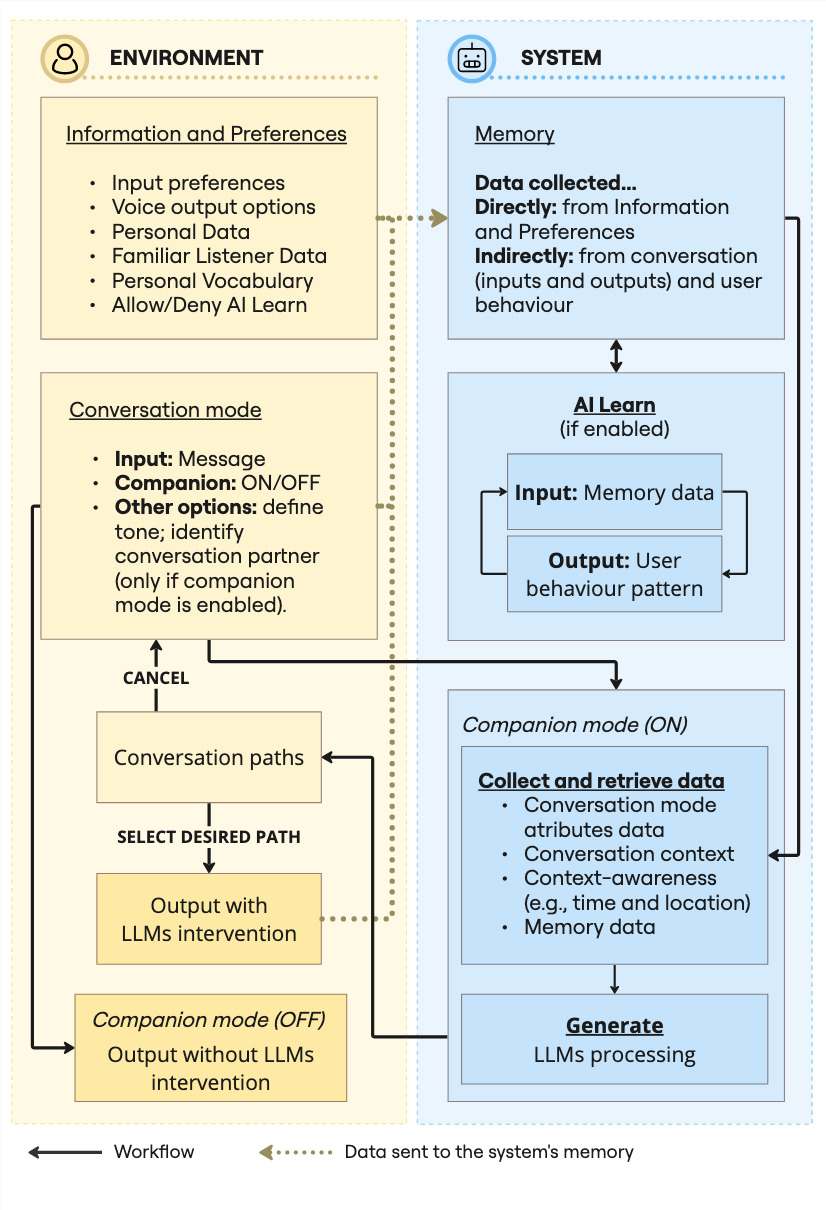 ENVIRONMENT
Information and Preferences
• Input preferences
• Voice output options
• Personal Data
• Familiar Listener Data
• Personal Vocabulary
• Allow/Deny AI Learn
Conversation mode
• Input: Message
• Companion: ON/OFF
• Other options: define
tone; identify
conversation partner
(only if companion
mode is enabled).
CANCEL
Conversation paths
SELECT DESIRED PATH
Output with
LLMs intervention
Companion mode (OFF)
Output without LLMs
intervention
SYSTEM
Memory
Data collected...
Directly: from Information
and Preferences
Indirectly: from conversation
(inputs and outputs) and user
behaviour
AI Learn
(if enabled)
Input: Memory data
Output: User
behaviour pattern
Companion mode (ON)
Collect and retrieve data
• Conversation mode
atributes data
• Conversation context
• Context-awareness
(e.g., time and location)
• Memory data
Generate
LLMs processing
Workflow
Data sent to the system's memory